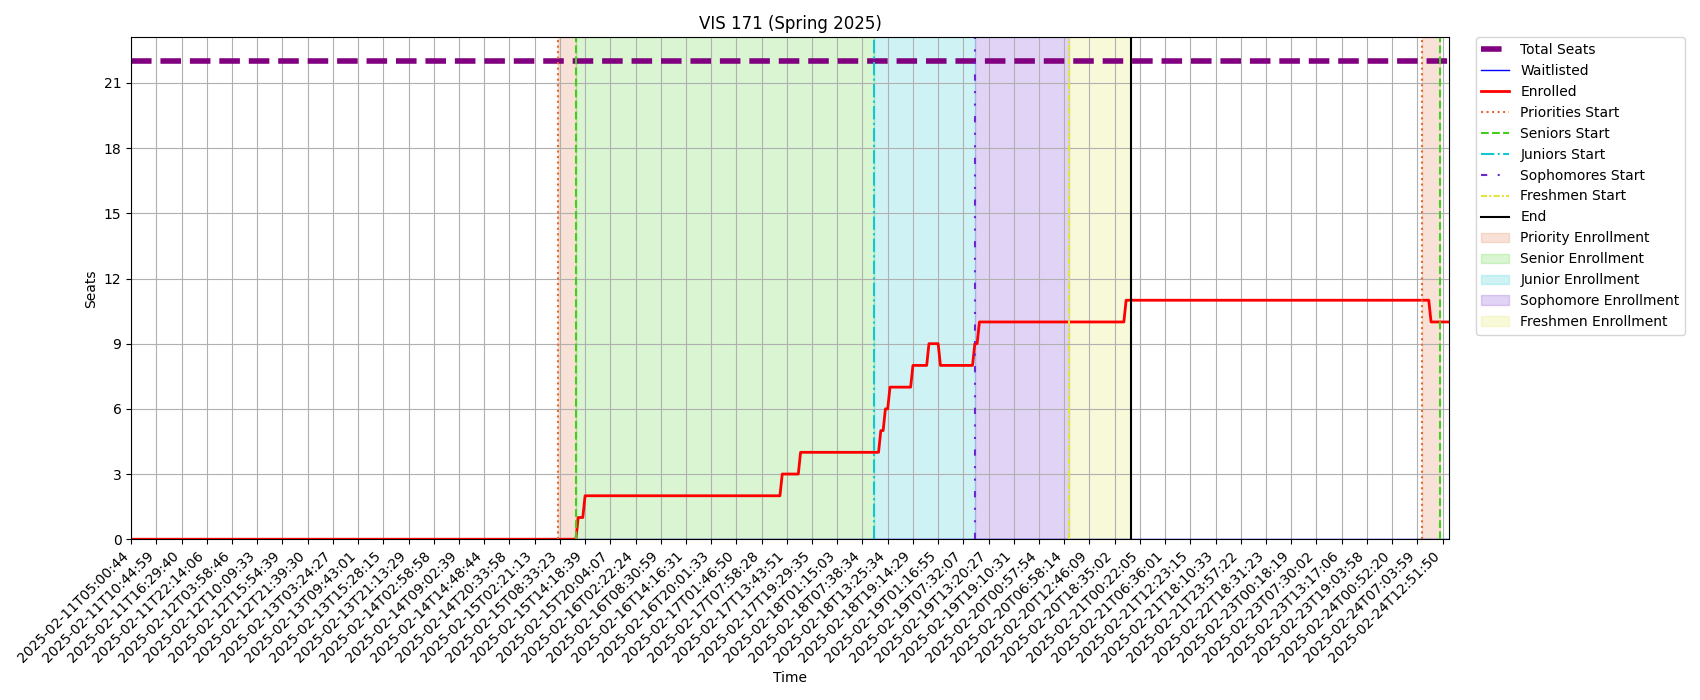 VIS 171 (Spring 2025)
Seats
21
18
15
12
9
6
3
0
2025-02-11T05:00:44
2025-02-11T10:44:59
2025-02-11T16:29:40
2025-02-11T22:14:06
2025-02-12T03:58:46
2025-02-12T10:09:33
2025-02-12T15:54:39
2025-02-12T21:39:30
2025-02-13T03:24:27
2025-02-13T09:43:01
2025-02-13T15:28:15
2025-02-13T21:13:29
2025-02-14T02:58:58
2025-02-14T09:02:39
2025-02-14T14:48:44
2025-02-14T20:33:58
2025-02-15T02:21:13
2025-02-15T08:33:23
2025-02-15T14:18:39
2025-02-15T20:04:07
2025-02-16T02:22:24
2025-02-16T08:30:59
2025-02-16T14:16:31
2025-02-16T20:01:33
2025-02-17T01:46:50
2025-02-17T07:58:28
2025-02-17T13:43:51
2025-02-17T19:29:35
2025-02-18T01:15:03
2025-02-18T07:38:34
2025-02-18T13:25:34
2025-02-18T19:14:29
2025-02-19T01:16:55
2025-02-19T07:32:07
2025-02-19T13:20:27
2025-02-19T19:10:31
2025-02-20T00:57:54
2025-02-20T06:58:14
2025-02-20T12:46:09
2025-02-20T18:35:02
2025-02-21T00:22:05
2025-02-21T06:36:01
2025-02-21T12:23:15
2025-02-21T18:10:33
2025-02-21T23:57:22
2025-02-22T18:31:23
2025-02-23T00:18:19
2025-02-23T07:30:02
2025-02-23T13:17:06
2025-02-23T19:03:58
2025-02-24T00:52:20
2025-02-24T07:03:59
2025-02-24T12:51:50
Time
Total Seats
Waitlisted
Enrolled
Priorities Start
Seniors Start
Juniors Start
Sophomores Start
Freshmen Start
End
Priority Enrollment
Senior Enrollment
Junior Enrollment
Sophomore Enrollment
Freshmen Enrollment